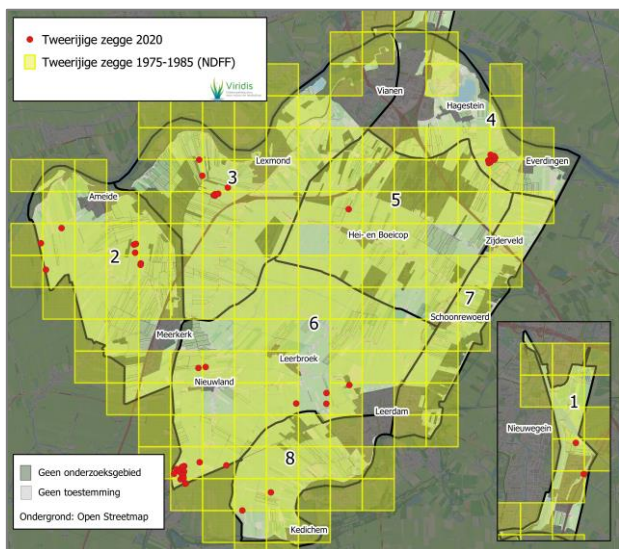 Tweerijige zegge 2020
Tweerijige zegge 1975-1985 (NDFF)
Viridis
Vianen
Hagestein
4
Everdingen
Lexmond
3
Ameide
5
2
Hei- en Boeicop
Zijderveld
7
6
Schoonrewoerd
Meerkerk
Leerbroek
Nieuwland
Leerdam
1
Nieuwegein
8
Geen onderzoeksgebied
Geen toestemming
Ondergrond: Open Streetmap
Kedichem